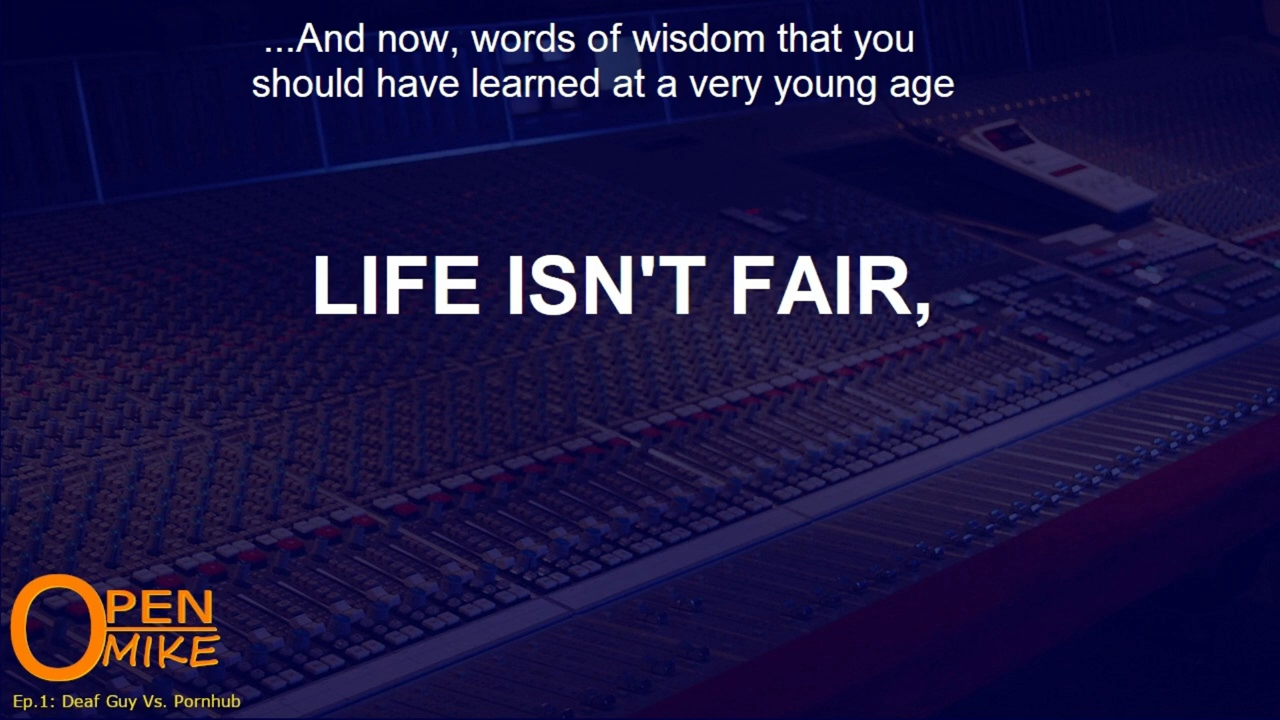 ...And now, words of wisdom that you
should have learned at a very young age
LIFE ISN'T FAIR,
OPEN
MIKE
Ep.1: Deaf Guy Vs. Pornhub